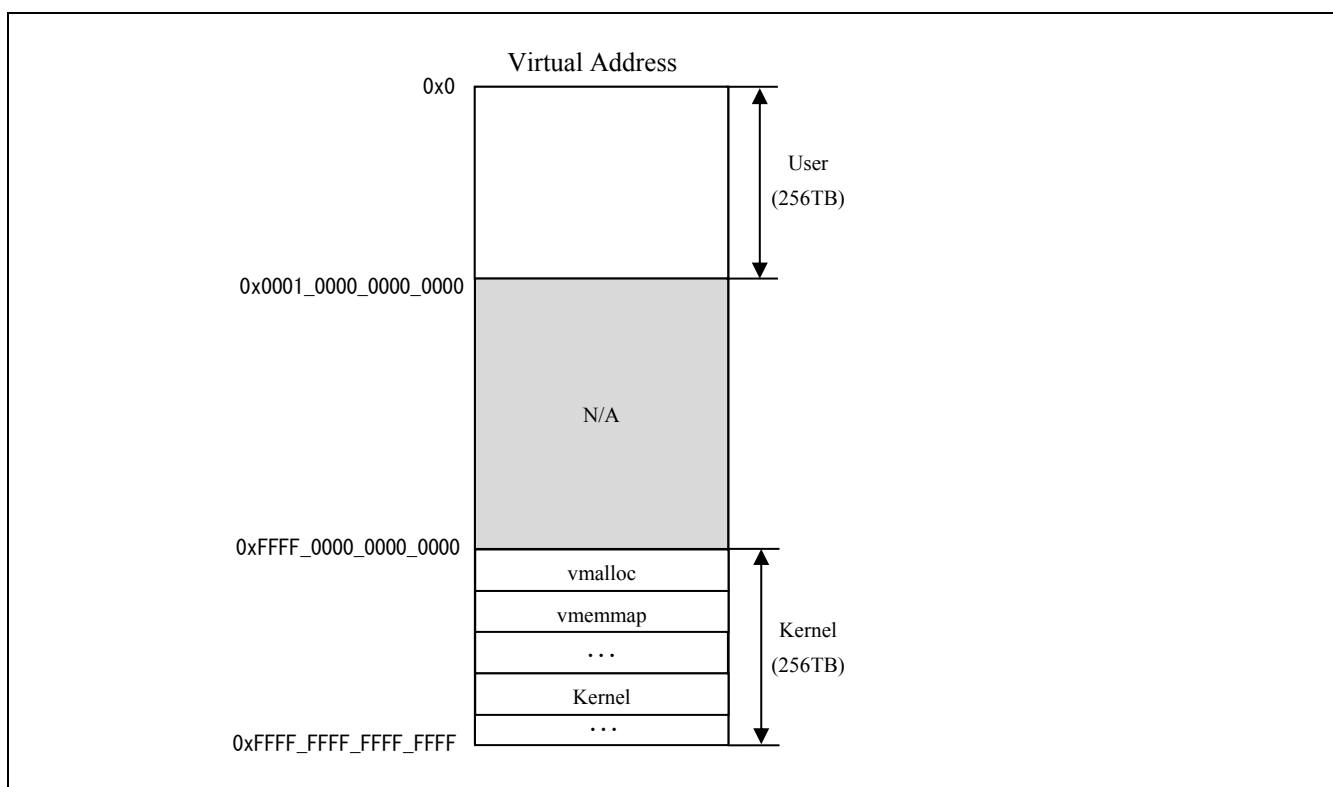 Virtual Address
0x0
User
(256TB)
0x0001_0000_0000_0000
N/A
0xFFFF_0000_0000_0000
vmalloc
vmemmap
Kernel
(256TB)
...
Kernel
...
0xFFFF_FFFF_FFFF_FFFF